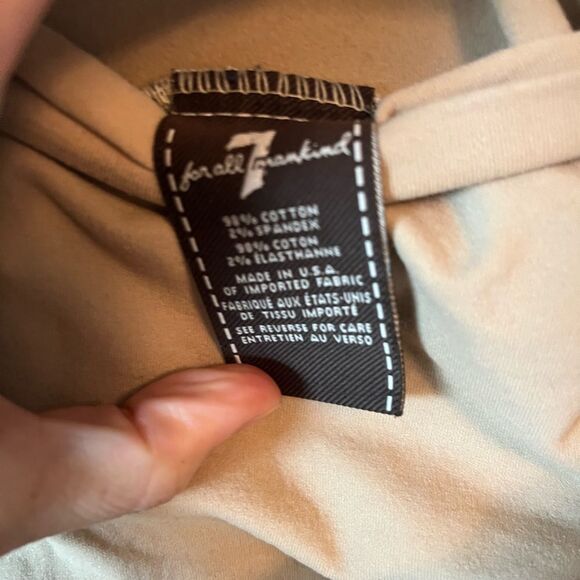 for all 7 mankind
98% COTTON
2% SPANDEX
98% COTON
2% ÉLASTHANNE
MADE IN U.S.A.
OF IMPORTED FABRIC
FABRIQUÉ AUX ÉTATS-UNIS
DE TISSU IMPORTÉ
SEE REVERSE FOR CARE
ENTRETIEN AU VERSO